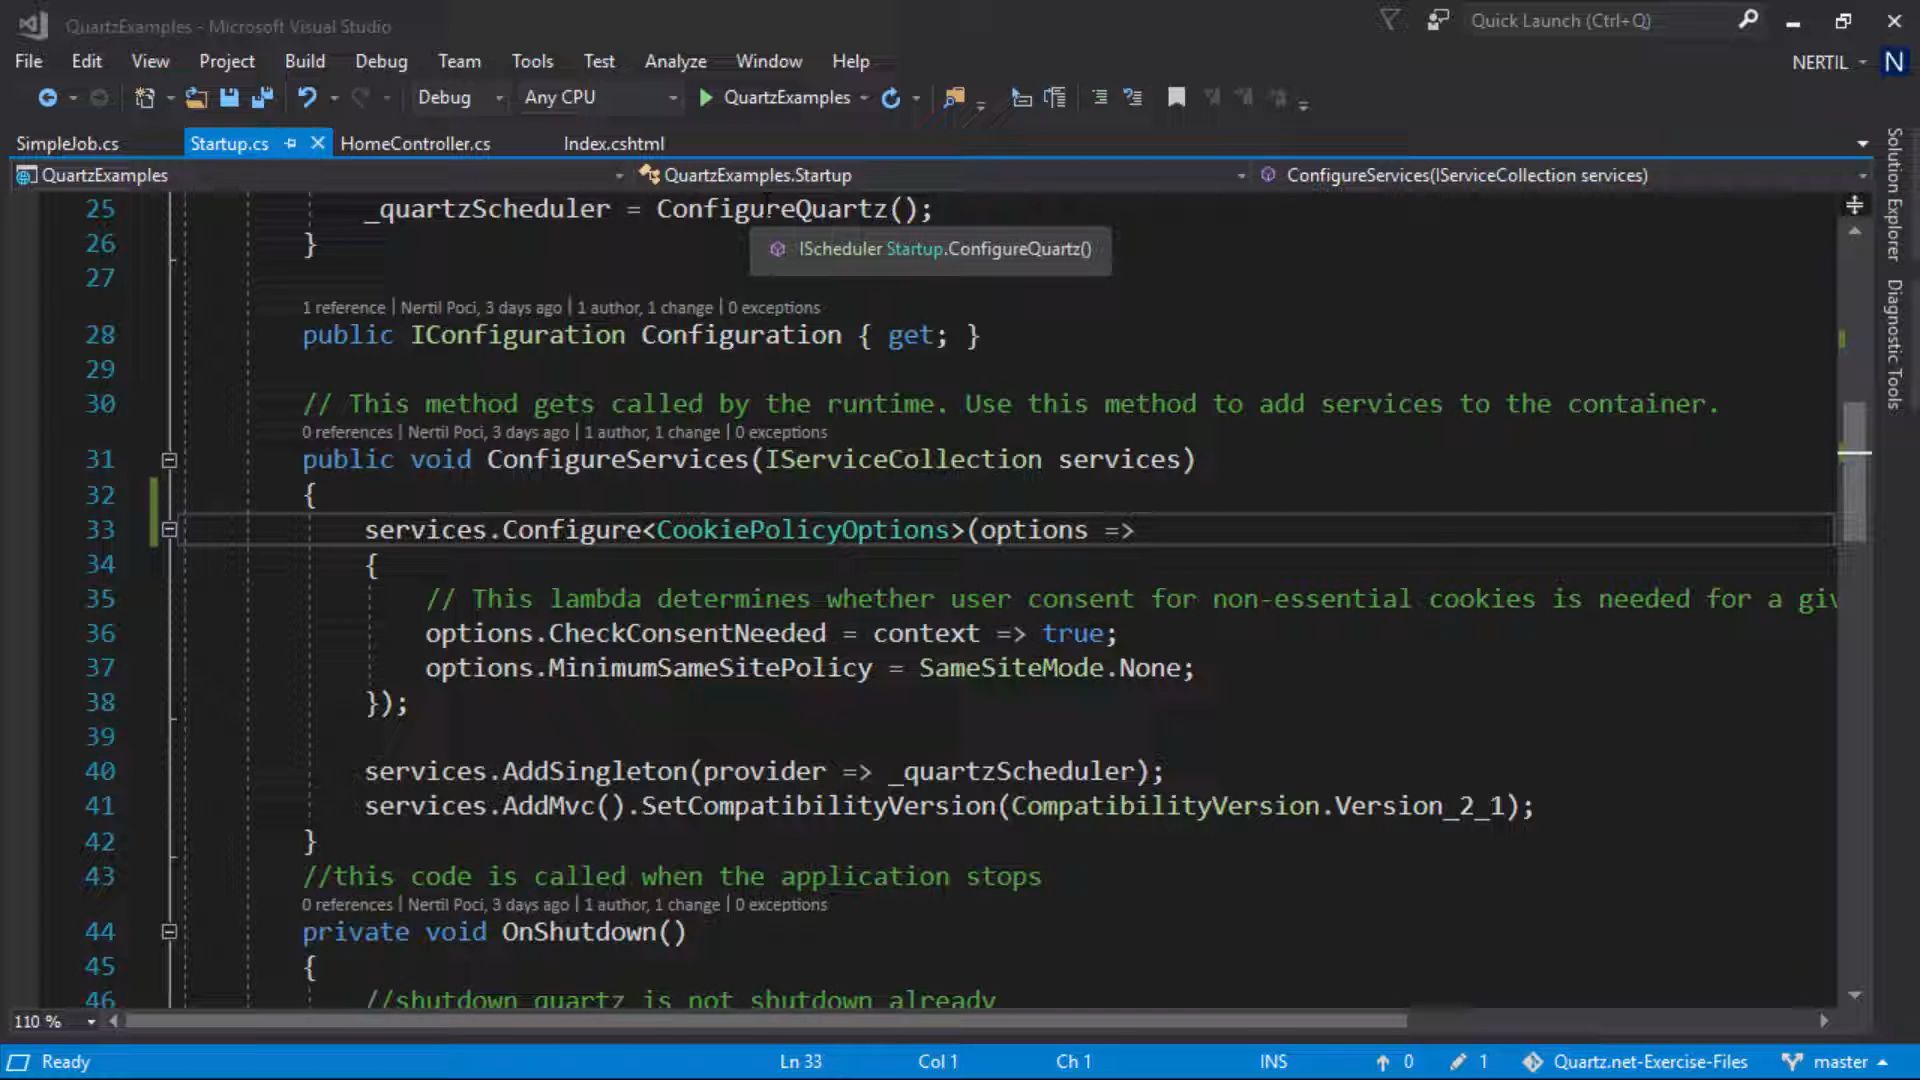 QuartzExamples - Microsoft Visual Studio
Quick Launch (Ctrl+Q)
File Edit View Project Build Debug Team Tools Test Analyze Window Help
NERTIL N
Debug Any CPU QuartzExamples
SimpleJob.cs Startup.cs HomeController.cs Index.cshtml
QuartzExamples QuartzExamples.Startup ConfigureServices(IServiceCollection services)
25 _quartzScheduler = ConfigureQuartz();
26 }
IScheduler Startup.ConfigureQuartz()
27
1 reference | Nertil Poci, 3 days ago | 1 author, 1 change | 0 exceptions
28 public IConfiguration Configuration { get; }
29
30 // This method gets called by the runtime. Use this method to add services to the container.
0 references | Nertil Poci, 3 days ago | 1 author, 1 change | 0 exceptions
31 public void ConfigureServices(IServiceCollection services)
32 {
33 services.Configure<CookiePolicyOptions>(options =>
34 {
35 // This lambda determines whether user consent for non-essential cookies is needed for a giv
36 options.CheckConsentNeeded = context => true;
37 options.MinimumSameSitePolicy = SameSiteMode.None;
38 });
39
40 services.AddSingleton(provider => _quartzScheduler);
41 services.AddMvc().SetCompatibilityVersion(CompatibilityVersion.Version_2_1);
42 }
43 //this code is called when the application stops
0 references | Nertil Poci, 3 days ago | 1 author, 1 change | 0 exceptions
44 private void OnShutdown()
45 {
46 //shutdown quartz is not shutdown already
Solution Explorer
Diagnostic Tools
110 %
Ready Ln 33 Col 1 Ch 1 INS 0 1 Quartz.net-Exercise-Files master